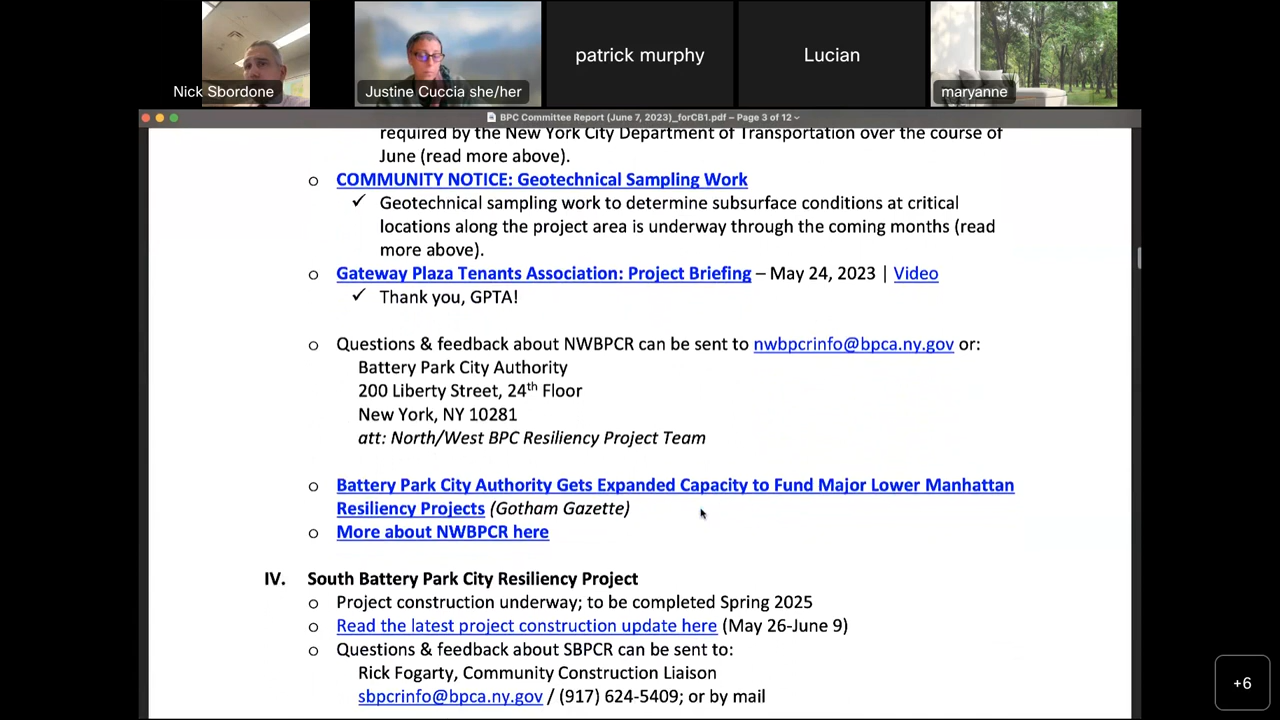 Nick Sbordone
Justine Cuccia she/her
patrick murphy
Lucian
maryanne
BPC Committee Report (June 7, 2023)_forCB1.pdf – Page 3 of 12
required by the New York City Department of Transportation over the course of
June (read more above).
o COMMUNITY NOTICE: Geotechnical Sampling Work
✓ Geotechnical sampling work to determine subsurface conditions at critical
locations along the project area is underway through the coming months (read
more above).
o Gateway Plaza Tenants Association: Project Briefing – May 24, 2023 | Video
✓ Thank you, GPTA!
o Questions & feedback about NWBPCR can be sent to nwbpcrinfo@bpca.ny.gov or:
Battery Park City Authority
200 Liberty Street, 24th Floor
New York, NY 10281
att: North/West BPC Resiliency Project Team
o Battery Park City Authority Gets Expanded Capacity to Fund Major Lower Manhattan
Resiliency Projects (Gotham Gazette)
o More about NWBPCR here
IV. South Battery Park City Resiliency Project
o Project construction underway; to be completed Spring 2025
o Read the latest project construction update here (May 26-June 9)
o Questions & feedback about SBPCR can be sent to:
Rick Fogarty, Community Construction Liaison
sbpcrinfo@bpca.ny.gov / (917) 624-5409; or by mail
+6